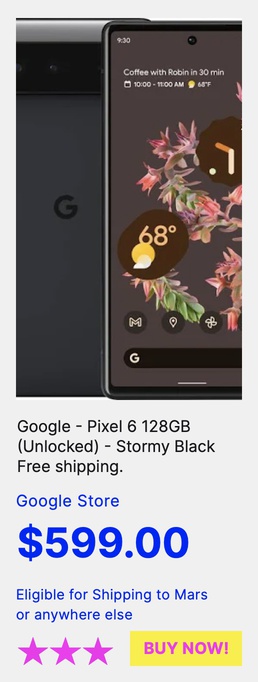 9:30
Coffee with Robin in 30 min
10:00 - 11:00 AM 68°F
G
68°
G
Google - Pixel 6 128GB
(Unlocked) - Stormy Black
Free shipping.
Google Store
$599.00
Eligible for Shipping to Mars
or anywhere else
BUY NOW!